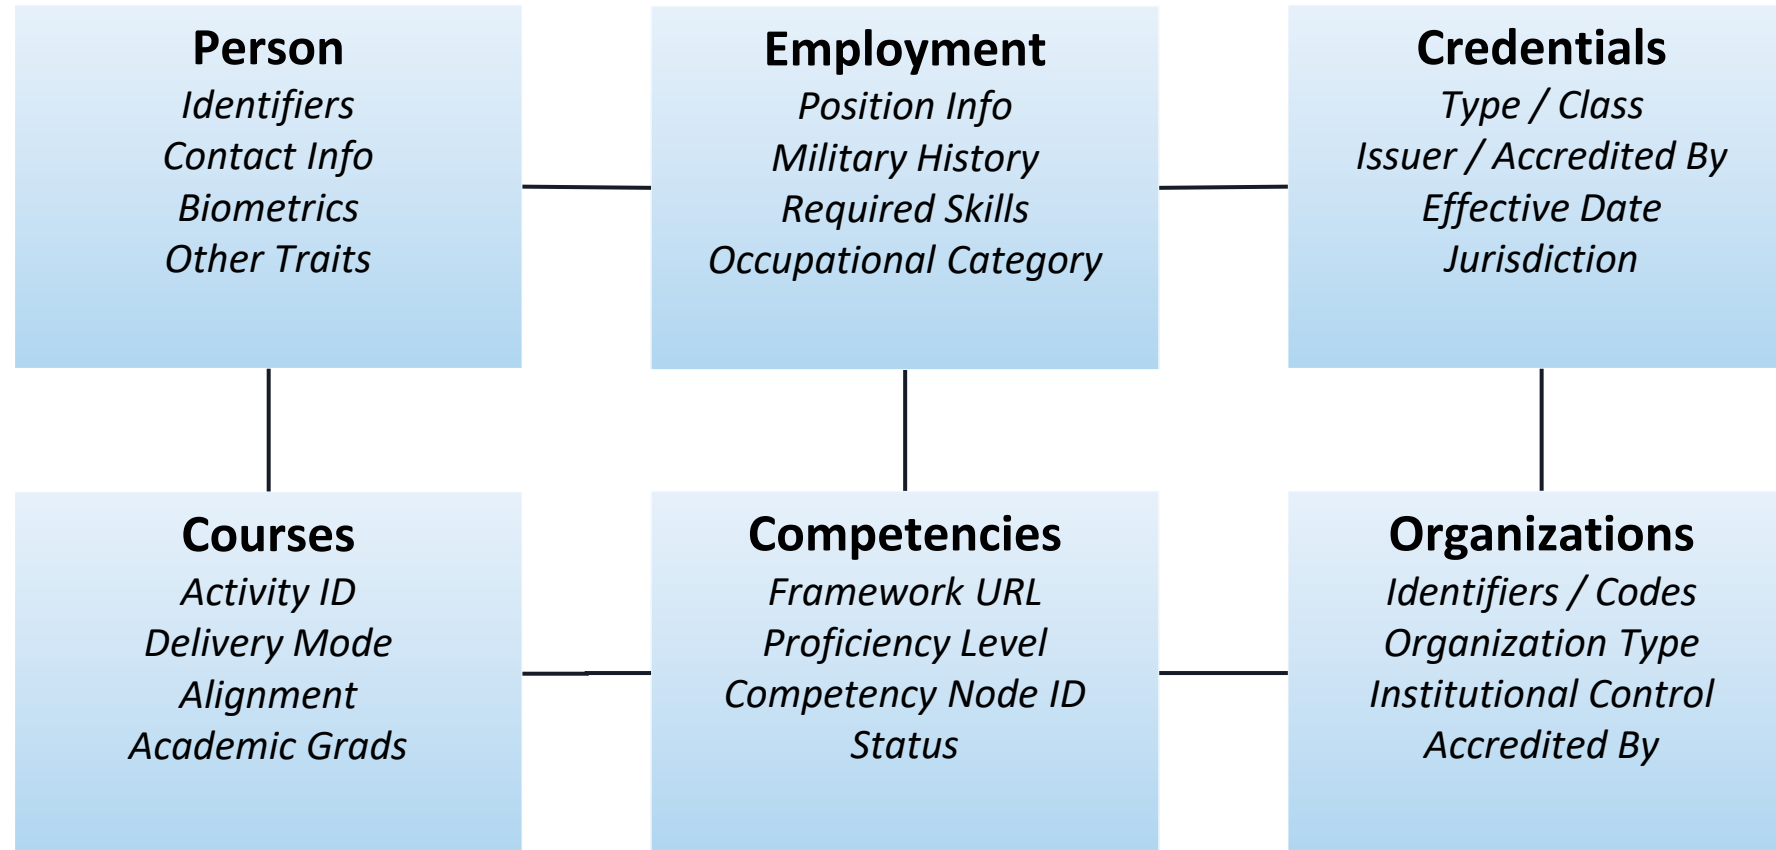 Person
Identifiers
Contact Info
Biometrics
Other Traits
Employment
Position Info
Military History
Required Skills
Occupational Category
Credentials
Type / Class
Issuer / Accredited By
Effective Date
Jurisdiction
Courses
Activity ID
Delivery Mode
Alignment
Academic Grads
Competencies
Framework URL
Proficiency Level
Competency Node ID
Status
Organizations
Identifiers / Codes
Organization Type
Institutional Control
Accredited By